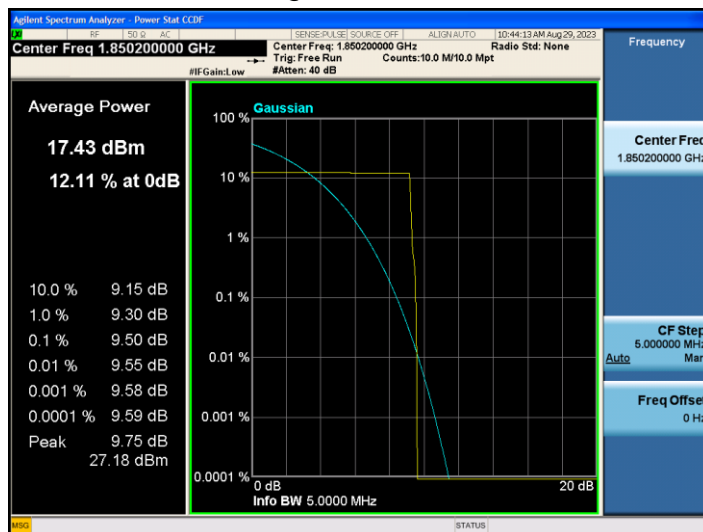 Agilent Spectrum Analyzer - Power Stat CCDF
RF 50 Ω AC SENSE:PULSE SOURCE OFF ALIGN AUTO 10:44:13 AM Aug 29, 2023
Center Freq 1.850200000 GHz
Center Freq: 1.850200000 GHz Radio Std: None
Trig: Free Run Counts:10.0 M/10.0 Mpt
#IFGain:Low #Atten: 40 dB
Frequency
Average Power
17.43 dBm
12.11 % at 0dB
10.0 % 9.15 dB
1.0 % 9.30 dB
0.1 % 9.50 dB
0.01 % 9.55 dB
0.001 % 9.58 dB
0.0001 % 9.59 dB
Peak 9.75 dB
27.18 dBm
Gaussian
100 %
10 %
1 %
0.1 %
0.01 %
0.001 %
0.0001 %
0 dB 20 dB
Info BW 5.0000 MHz
Center Freq
1.850200000 GHz
CF Step
5.000000 MHz
Auto Man
Freq Offset
0 Hz
MSG STATUS